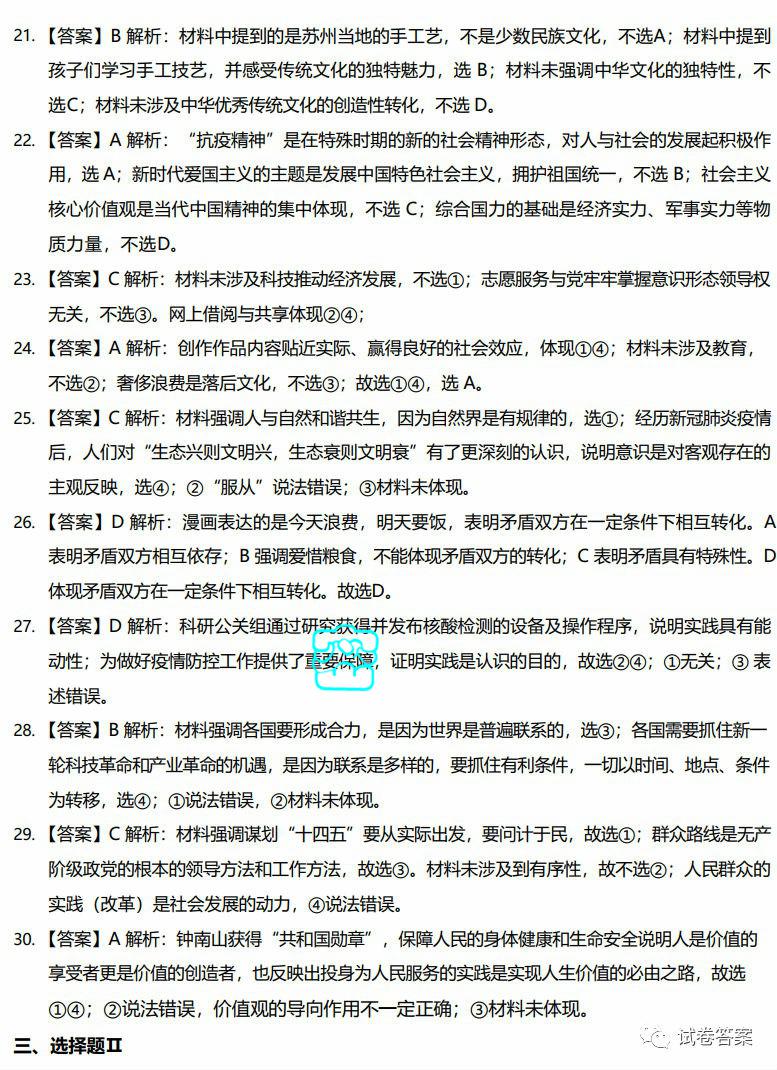 21. 【答案】B 解析：材料中提到的是苏州当地的手工艺，不是少数民族文化，不选A；材料中提到
孩子们学习手工技艺，并感受传统文化的独特魅力，选 B；材料未强调中华文化的独特性，不
选C；材料未涉及中华优秀传统文化的创造性转化，不选 D。
22. 【答案】A 解析：“抗疫精神”是在特殊时期的新的社会精神形态，对人与社会的发展起积极作
用，选 A；新时代爱国主义的主题是发展中国特色社会主义，拥护祖国统一，不选 B；社会主义
核心价值观是当代中国精神的集中体现，不选 C；综合国力的基础是经济实力、军事实力等物
质力量，不选D。
23. 【答案】C 解析：材料未涉及科技推动经济发展，不选①；志愿服务与党牢牢掌握意识形态领导权
无关，不选③。网上借阅与共享体现②④；
24. 【答案】A 解析：创作作品内容贴近实际、赢得良好的社会效应，体现①④；材料未涉及教育，
不选②；奢侈浪费是落后文化，不选③；故选①④，选 A。
25. 【答案】C 解析：材料强调人与自然和谐共生，因为自然界是有规律的，选①；经历新冠肺炎疫情
后，人们对“生态兴则文明兴，生态衰则文明衰”有了更深刻的认识，说明意识是对客观存在的
主观反映，选④；②“服从”说法错误；③材料未体现。
26. 【答案】D 解析：漫画表达的是今天浪费，明天要饭，表明矛盾双方在一定条件下相互转化。A
表明矛盾双方相互依存；B 强调爱惜粮食，不能体现矛盾双方的转化；C 表明矛盾具有特殊性。D
体现矛盾双方在一定条件下相互转化。故选D。
27. 【答案】D 解析：科研公关组通过研究获得并发布核酸检测的设备及操作程序，说明实践具有能
动性；为做好疫情防控工作提供了重要保障，证明实践是认识的目的，故选②④；①无关；③ 表
述错误。
28. 【答案】B 解析：材料强调各国要形成合力，是因为世界是普遍联系的，选③；各国需要抓住新一
轮科技革命和产业革命的机遇，是因为联系是多样的，要抓住有利条件，一切以时间、地点、条件
为转移，选④；①说法错误，②材料未体现。
29. 【答案】C 解析：材料强调谋划“十四五”要从实际出发，要问计于民，故选①；群众路线是无产
阶级政党的根本的领导方法和工作方法，故选③。材料未涉及到有序性，故不选②；人民群众的
实践（改革）是社会发展的动力，④说法错误。
30. 【答案】A 解析：钟南山获得“共和国勋章”，保障人民的身体健康和生命安全说明人是价值的
享受者更是价值的创造者，也反映出投身为人民服务的实践是实现人生价值的必由之路，故选
①④；②说法错误，价值观的导向作用不一定正确；③材料未体现。
三、选择题Ⅱ
试卷答案